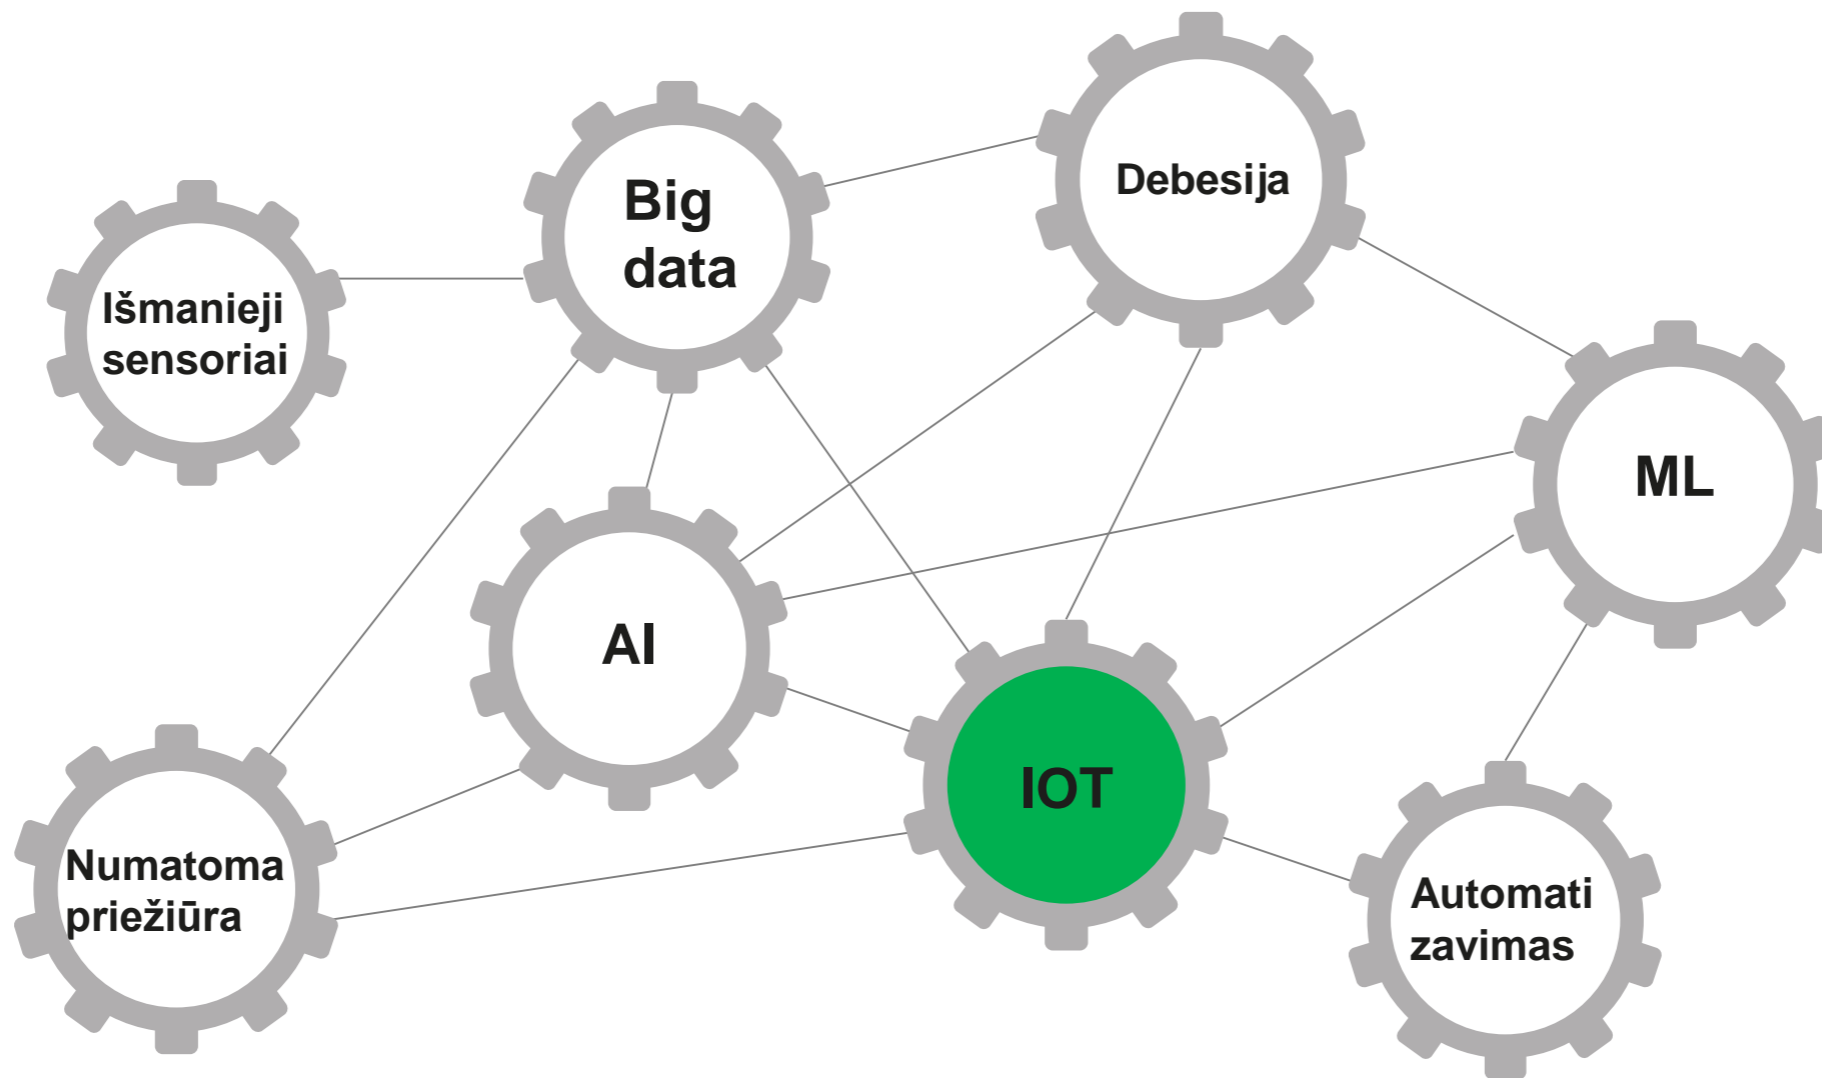 Big
data
Debesija
Išmanieji
sensoriai
ML
AI
IOT
Numatoma
priežiūra
Automati
zavimas